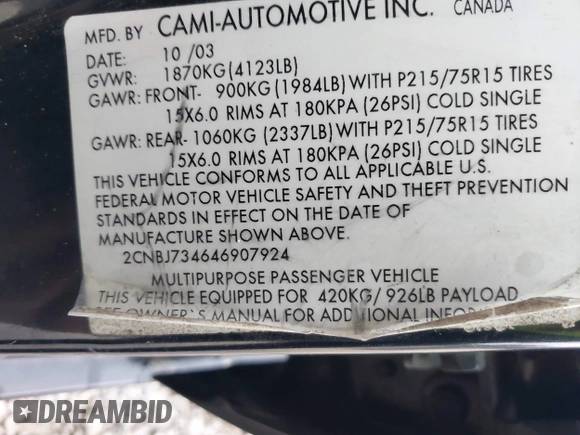 MFD. BY CAMI-AUTOMOTIVE INC. CANADA
DATE: 10 /03
GVWR: 1870KG(4123LB)
GAWR: FRONT- 900KG(1984LB)WITH P215/75R15 TIRES
15X6.0 RIMS AT 180KPA (26PSI) COLD SINGLE
GAWR: REAR- 1060KG(2337LB)WITH P215/75R15 TIRES
15X6.0 RIMS AT 180KPA (26PSI) COLD SINGLE
THIS VEHICLE CONFORMS TO ALL APPLICABLE U.S.
FEDERAL MOTOR VEHICLE SAFETY AND THEFT PREVENTION
STANDARDS IN EFFECT ON THE DATE OF
MANUFACTURE SHOWN ABOVE.
2CNBJ734646907924
MULTIPURPOSE PASSENGER VEHICLE
THIS VEHICLE EQUIPPED FOR 420KG/ 926LB PAYLOAD
SEE OWNER`S MANUAL FOR ADDITIONAL
DREAMBID